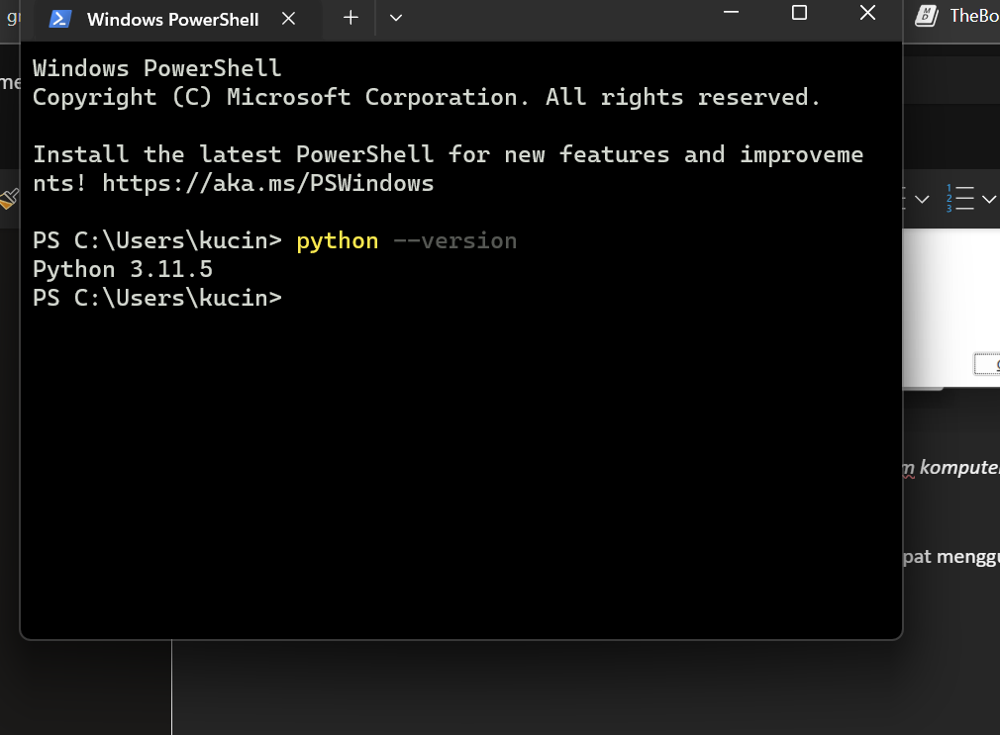 Windows PowerShell
TheBo
Windows PowerShell
Copyright (C) Microsoft Corporation. All rights reserved.
Install the latest PowerShell for new features and improveme
nts! https://aka.ms/PSWindows
PS C:\Users\kucin> python --version
Python 3.11.5
PS C:\Users\kucin>
m komputer
pat menggu